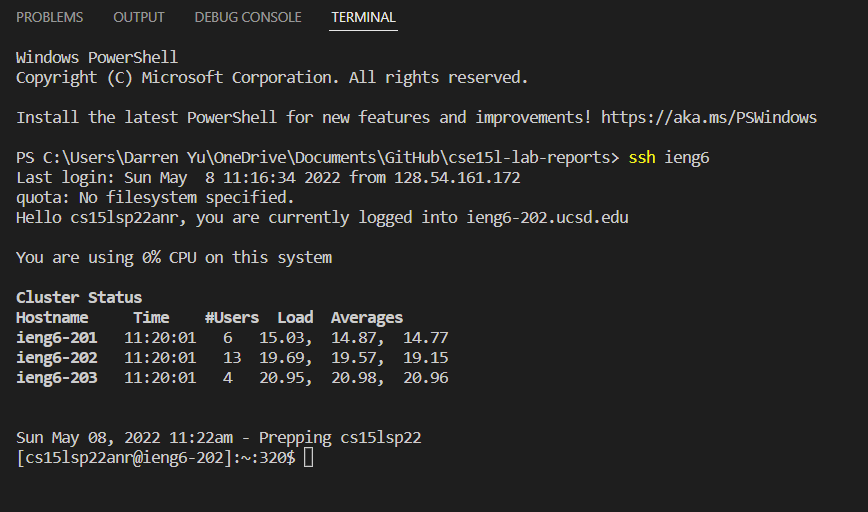 PROBLEMS OUTPUT DEBUG CONSOLE TERMINAL
Windows PowerShell
Copyright (C) Microsoft Corporation. All rights reserved.
Install the latest PowerShell for new features and improvements! https://aka.ms/PSWindows
PS C:\Users\Darren Yu\OneDrive\Documents\GitHub\cse15l-lab-reports> ssh ieng6
Last login: Sun May  8 11:16:34 2022 from 128.54.161.172
quota: No filesystem specified.
Hello cs15lsp22anr, you are currently logged into ieng6-202.ucsd.edu
You are using 0% CPU on this system
Cluster Status
Hostname     Time    #Users  Load  Averages
ieng6-201   11:20:01   6   15.03,  14.87,  14.77
ieng6-202   11:20:01   13  19.69,  19.57,  19.15
ieng6-203   11:20:01   4   20.95,  20.98,  20.96
Sun May 08, 2022 11:22am - Prepping cs15lsp22
[cs15lsp22anr@ieng6-202]:~:320$